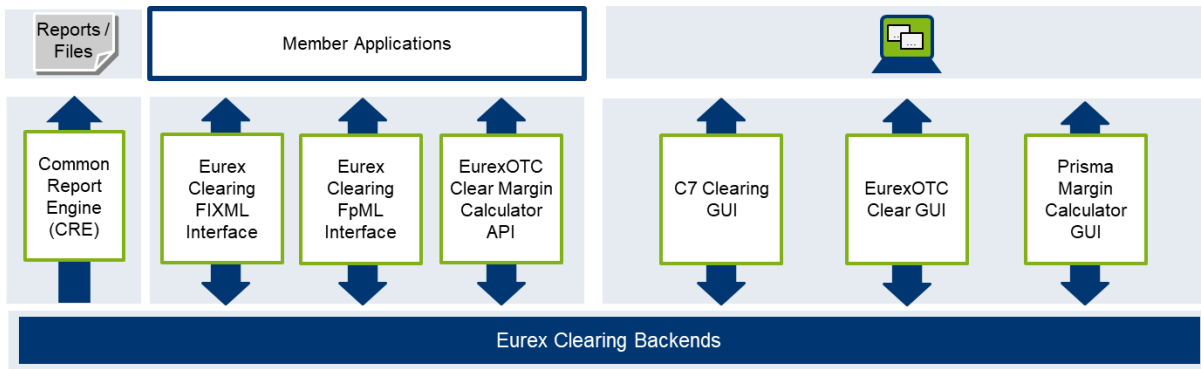 Reports /
Files
Member Applications
...
...
Common
Report
Engine
(CRE)
Eurex
Clearing
FIXML
Interface
Eurex
Clearing
FpML
Interface
EurexOTC
Clear Margin
Calculator
API
C7 Clearing
GUI
EurexOTC
Clear GUI
Prisma
Margin
Calculator
GUI
Eurex Clearing Backends